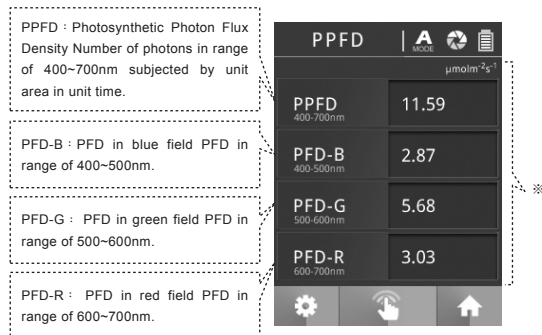 PPFD : Photosynthetic Photon Flux
Density Number of photons in range
of 400~700nm subjected by unit
area in unit time.
PFD-B : PFD in blue field PFD in
range of 400~500nm.
PFD-G : PFD in green field PFD in
range of 500~600nm.
PFD-R : PFD in red field PFD in
range of 600~700nm.
PPFD
A
MODE
μmolm⁻²s⁻¹
PPFD 11.59
400-700nm
PFD-B 2.87
400-500nm
PFD-G 5.68
500-600nm
PFD-R 3.03
600-700nm
※